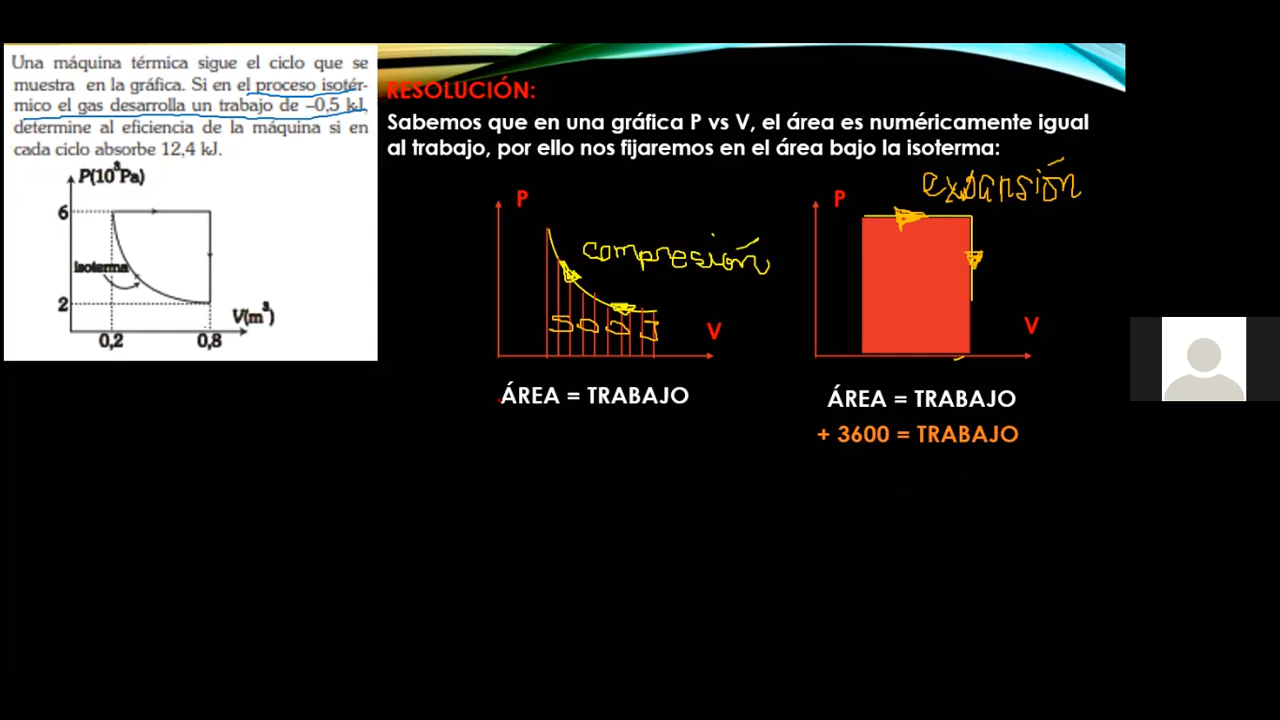 Una máquina térmica sigue el ciclo que se
muestra en la gráfica. Si en el proceso isotér-
mico el gas desarrolla un trabajo de –0,5 kJ,
determine al eficiencia de la máquina si en
cada ciclo absorbe 12,4 kJ.
P(10³Pa)
6
isoterma
2
V(m³)
0,2
0,8
RESOLUCIÓN:
Sabemos que en una gráfica P vs V, el área es numéricamente igual
al trabajo, por ello nos fijaremos en el área bajo la isoterma:
P
compresión
500J
V
ÁREA = TRABAJO
expansión
P
V
ÁREA = TRABAJO
+ 3600 = TRABAJO